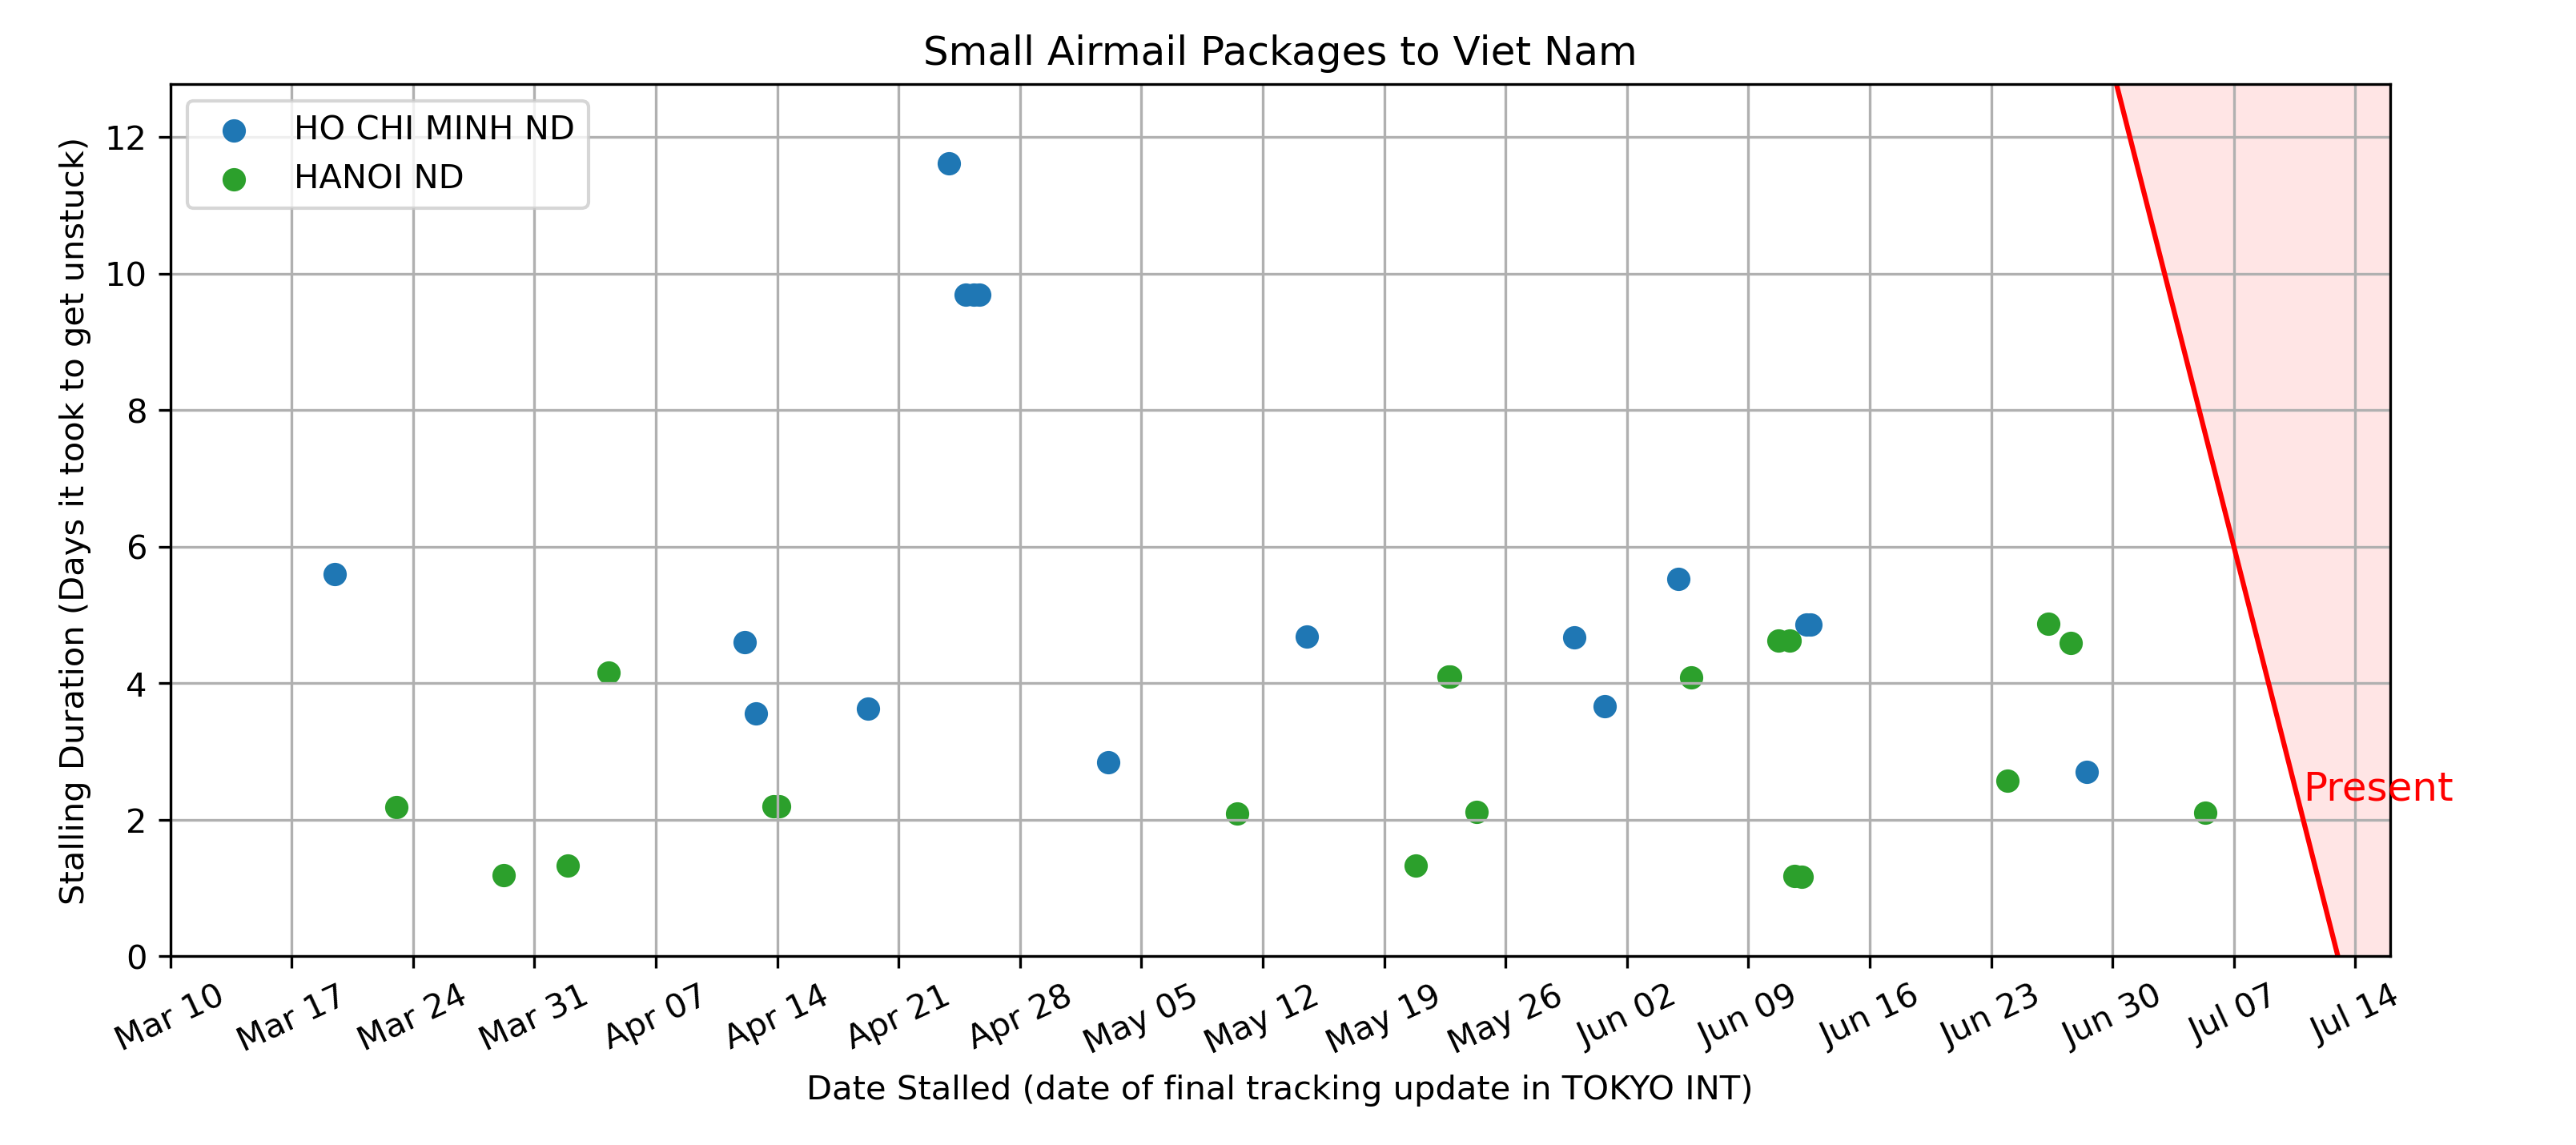 Small Airmail Packages to Viet Nam
HO CHI MINH ND
HANOI ND
Stalling Duration (Days it took to get unstuck)
12
10
8
6
4
2
0
Present
Mar 10 Mar 17 Mar 24 Mar 31 Apr 07 Apr 14 Apr 21 Apr 28 May 05 May 12 May 19 May 26 Jun 02 Jun 09 Jun 16 Jun 23 Jun 30 Jul 07 Jul 14
Date Stalled (date of final tracking update in TOKYO INT)